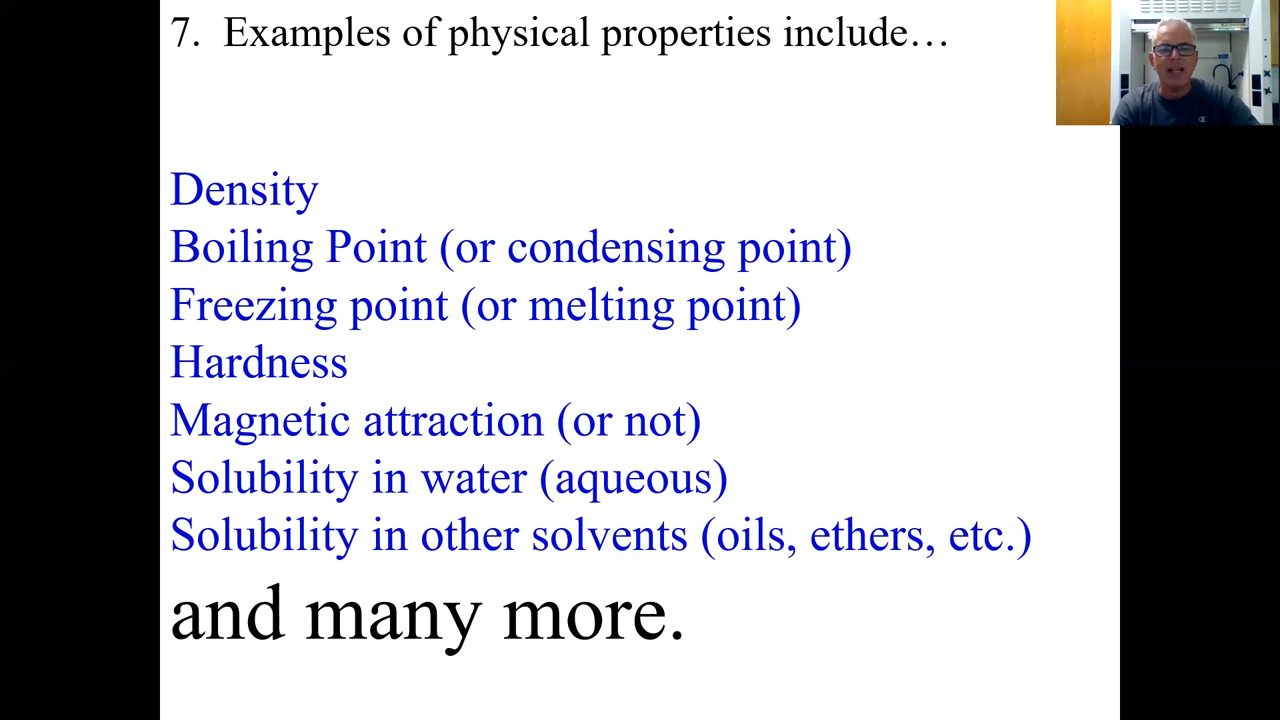 7.  Examples of physical properties include…
Density
Boiling Point (or condensing point)
Freezing point (or melting point)
Hardness
Magnetic attraction (or not)
Solubility in water (aqueous)
Solubility in other solvents (oils, ethers, etc.)
and many more.